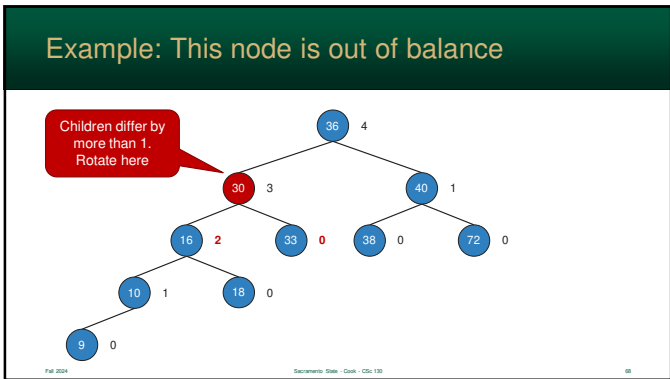 Example: This node is out of balance
Children differ by
more than 1.
Rotate here
36 4
30 3
40 1
16 2
33 0
38 0
72 0
10 1
18 0
9 0
Fall 2024
Sacramento State - Cook - CSc 130
68